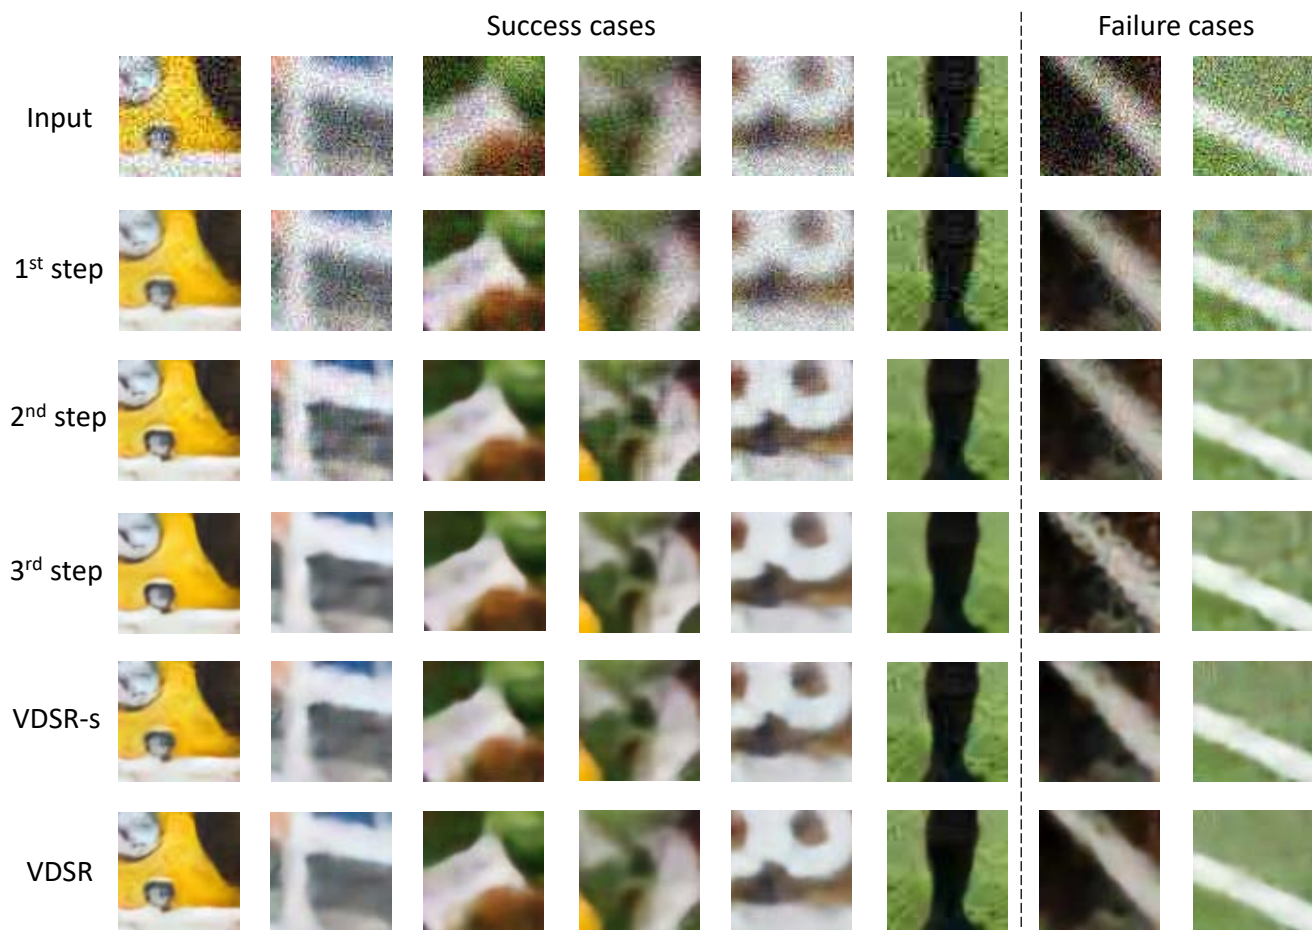 Success cases
Failure cases
Input
1st step
2nd step
3rd step
VDSR-s
VDSR